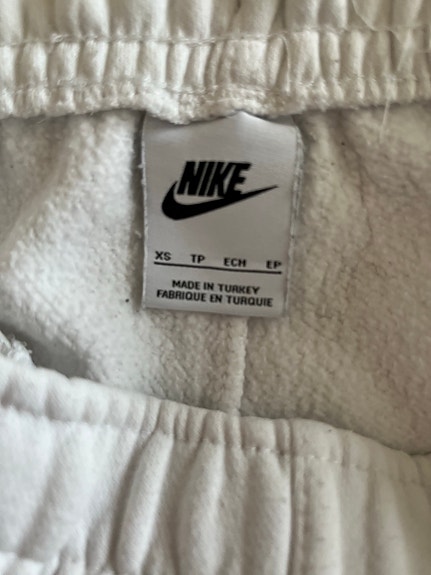 NIKE
XS TP ECH EP
MADE IN TURKEY
FABRIQUE EN TURQUIE